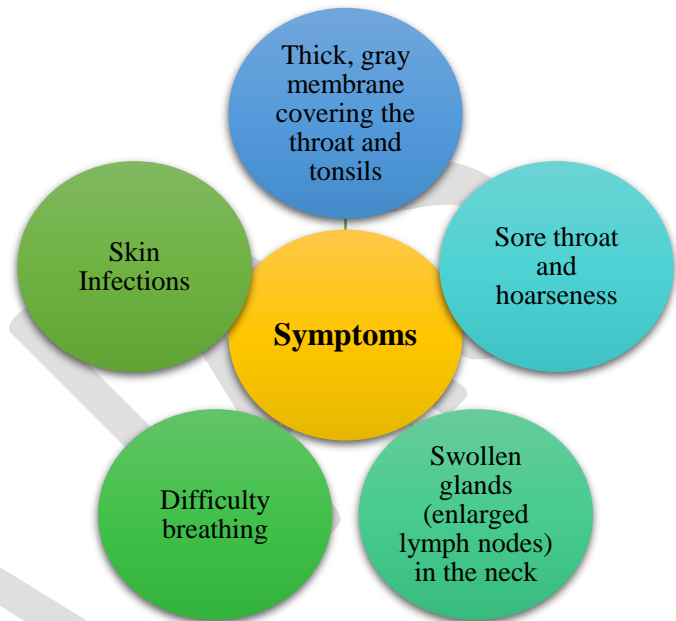 Thick, gray
membrane
covering the
throat and
tonsils
Sore throat
and
hoarseness
Swollen
glands
(enlarged
lymph nodes)
in the neck
Difficulty
breathing
Skin
Infections
Symptoms